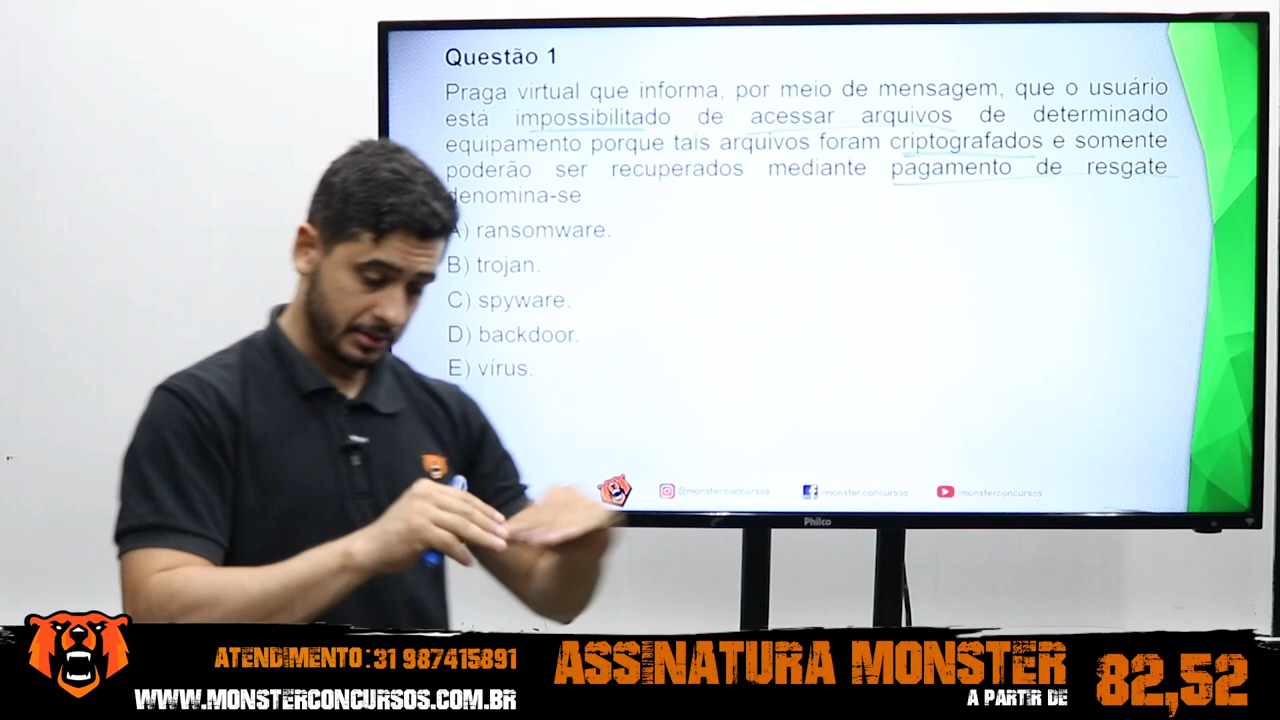 Questão 1
Praga virtual que informa, por meio de mensagem, que o usuário
está impossibilitado de acessar arquivos de determinado
equipamento porque tais arquivos foram criptografados e somente
poderão ser recuperados mediante pagamento de resgate
denomina-se
A) ransomware.
B) trojan.
C) spyware.
D) backdoor.
E) vírus.
@monster.concursos
/monster.concursos
/monsterconcursos
Philco
ATENDIMENTO: 31 987415891
WWW.MONSTERCONCURSOS.COM.BR
ASSINATURA MONSTER
A PARTIR DE
82,52